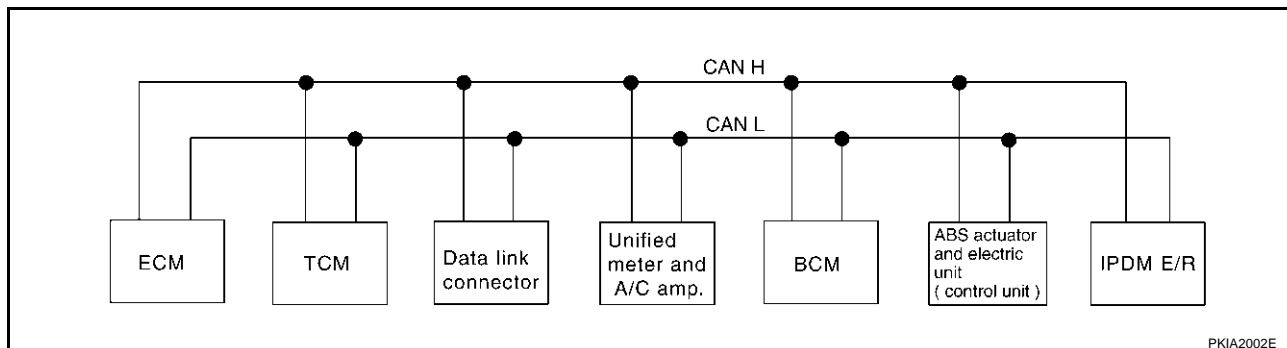 CAN H
CAN L
ECM
TCM
Data link
connector
Unified
meter and
A/C amp.
BCM
ABS actuator
and electric
unit
( control unit )
IPDM E/R
PKIA2002E